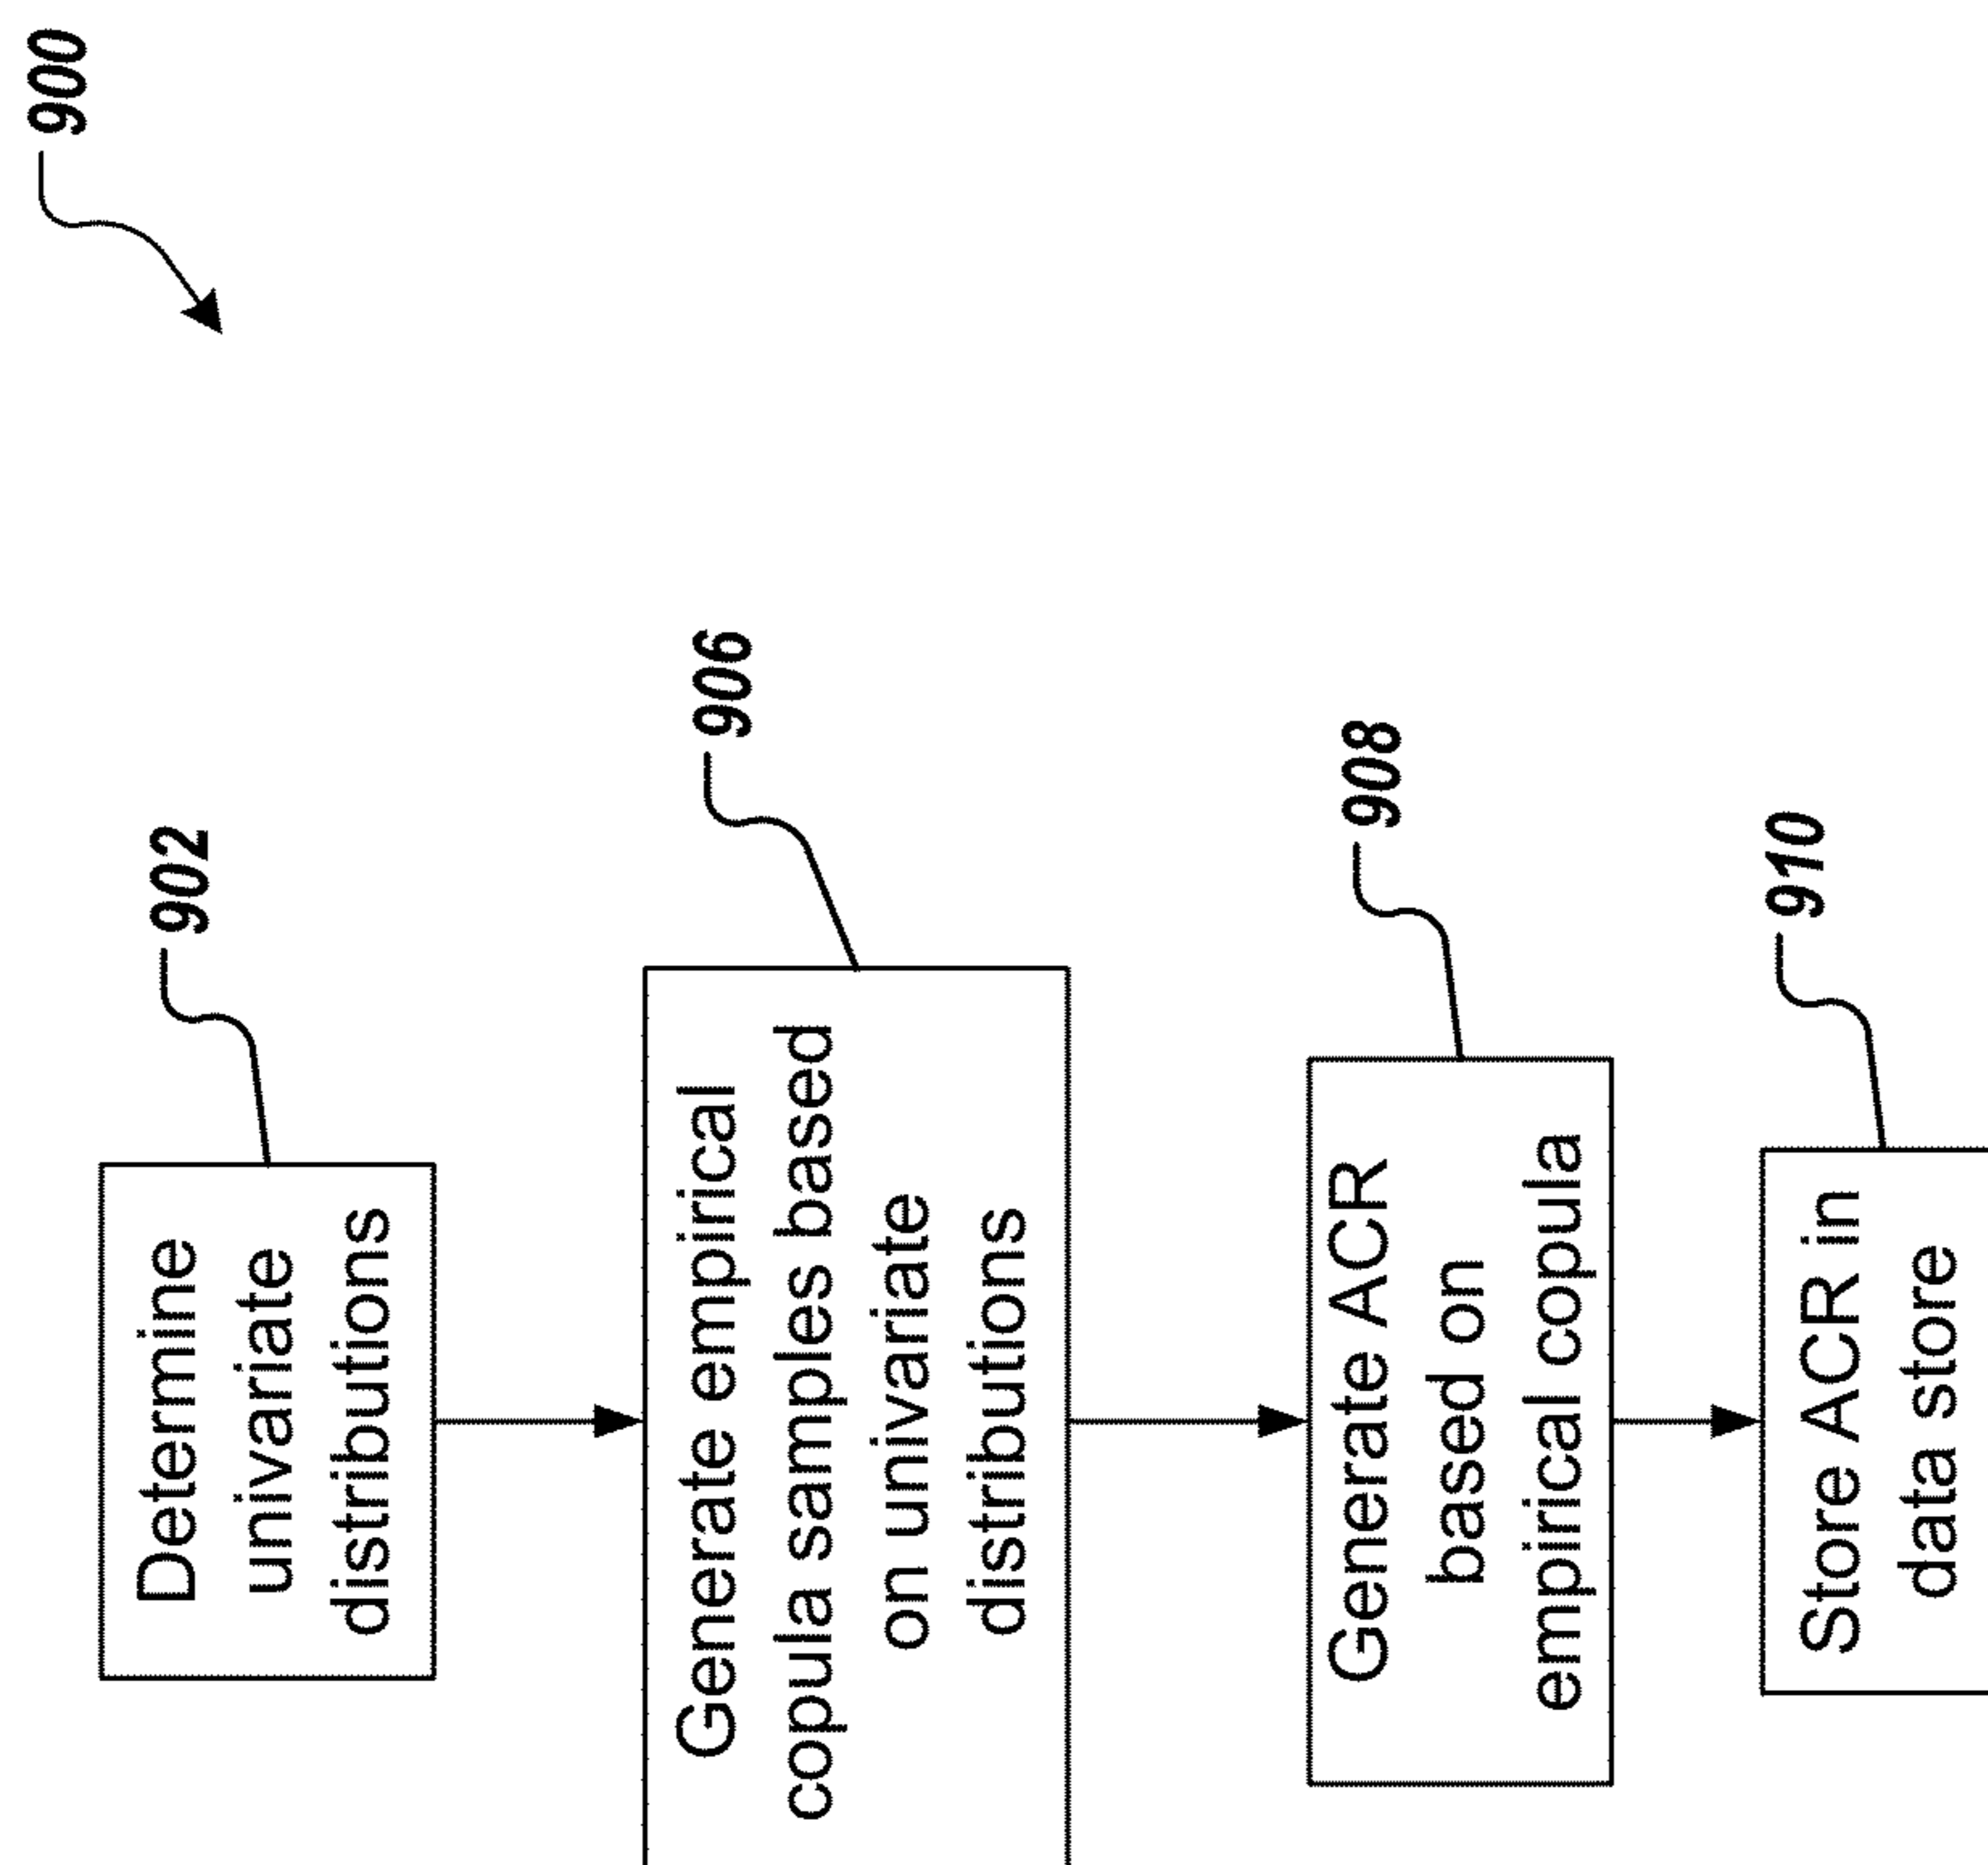 900
902
Determine
univariate
distributions
906
Generate empirical
copula samples based
on univariate
distributions
908
Generate ACR
based on
empirical copula
910
Store ACR in
data store